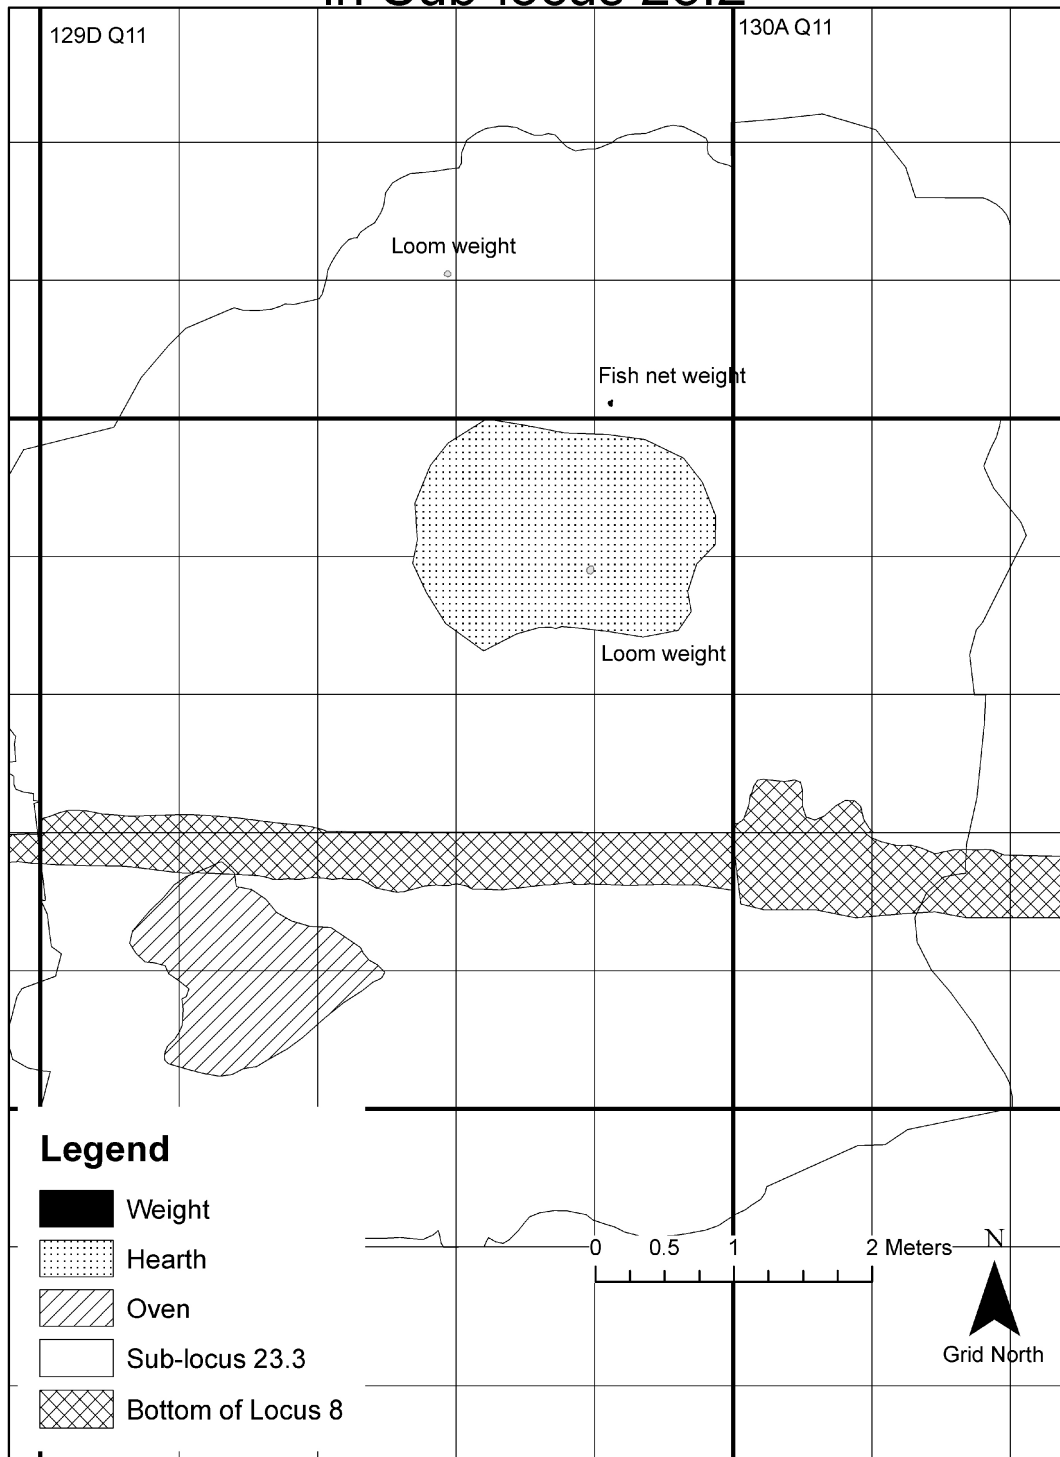 129D Q11
130A Q11
Loom weight
Fish net weight
Loom weight
Legend
Weight
Hearth
Oven
Sub-locus 23.3
Bottom of Locus 8
0 0.5 1 2 Meters
N
Grid North